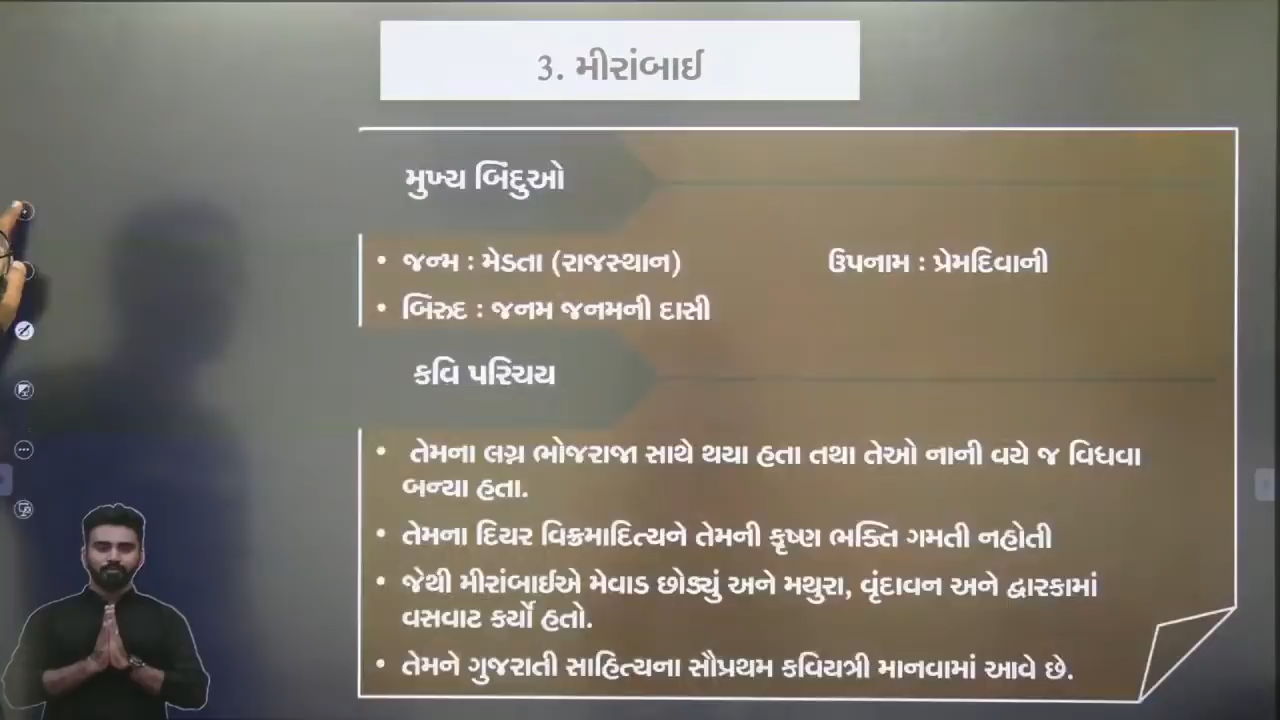 3. મીરાંબાઈ
મુખ્ય બિંદુઓ
• જન્મ : મેડતા (રાજસ્થાન) ઉપનામ : પ્રેમદિવાની
• બિરુદ : જનમ જનમની દાસી
કવિ પરિચય
• તેમના લગ્ન ભોજરાજા સાથે થયા હતા તથા તેઓ નાની વયે જ વિધવા
બન્યા હતા.
• તેમના દિયર વિક્રમાદિત્યને તેમની કૃષ્ણ ભક્તિ ગમતી નહોતી
• જેથી મીરાંબાઈએ મેવાડ છોડ્યું અને મથુરા, વૃંદાવન અને દ્વારકામાં
વસવાટ કર્યો હતો.
• તેમને ગુજરાતી સાહિત્યના સૌપ્રથમ કવિયત્રી માનવામાં આવે છે.